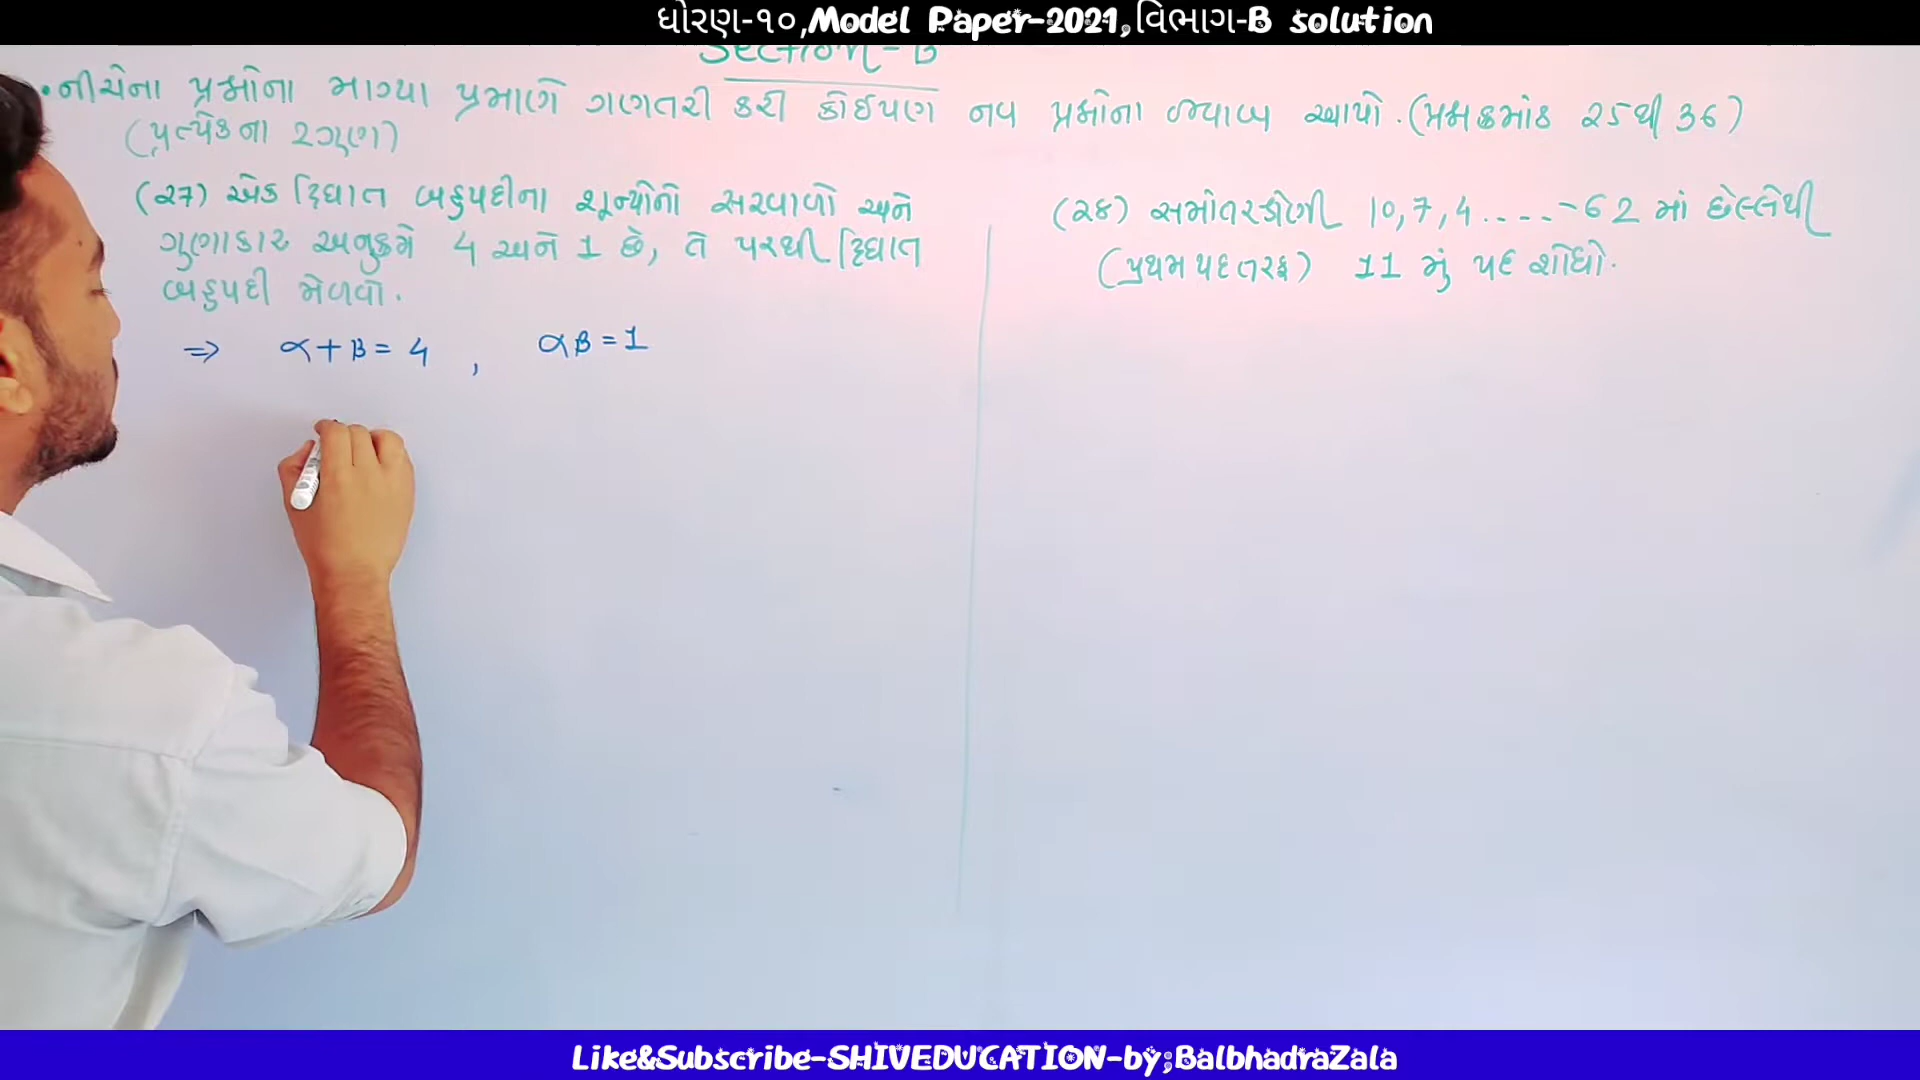 ધોરણ-૧૦,Model Paper-2021,વિભાગ-B solution
Section - B
• નીચેના પ્રશ્નોના માગ્યા પ્રમાણે ગણતરી કરી કોઈપણ નવ પ્રશ્નોના જવાબ આપો. (પ્રશ્નક્રમાંક 25થી 36)
(પ્રત્યેકના 2ગુણ)
(૨૭) એક દ્વિઘાત બહુપદીના શૂન્યોનો સરવાળો અને
ગુણાકાર અનુક્રમે 4 અને 1 છે, તે પરથી દ્વિઘાત
બહુપદી મેળવો.
⇒ α+β = 4 , αβ = 1
(૨૮) સમાંતરશ્રેણી 10, 7, 4 .... -62 માં છેલ્લેથી
(પ્રથમ પદ તરફ) 11 મું પદ શોધો.
Like&Subscribe-SHIVEDUCATION-by;BalbhadraZala